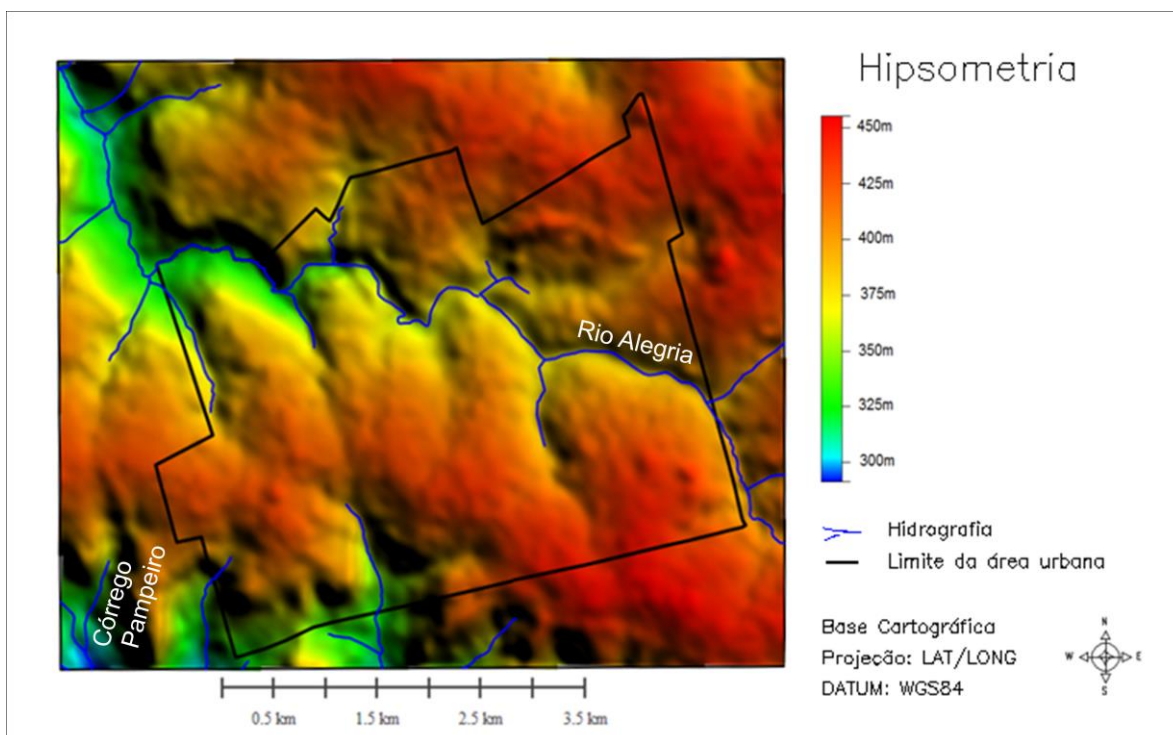 Hipsometria
450m
400m
375m
350m
325m
300m
Rio Alegria
Córrego
Pampeiro
Hidrografia
Limite da área urbana
Base Cartográfica
Projeção: LAT/LONG
DATUM: WGS84
N
W E
S
0.5 km 1.5 km 2.5 km 3.5 km